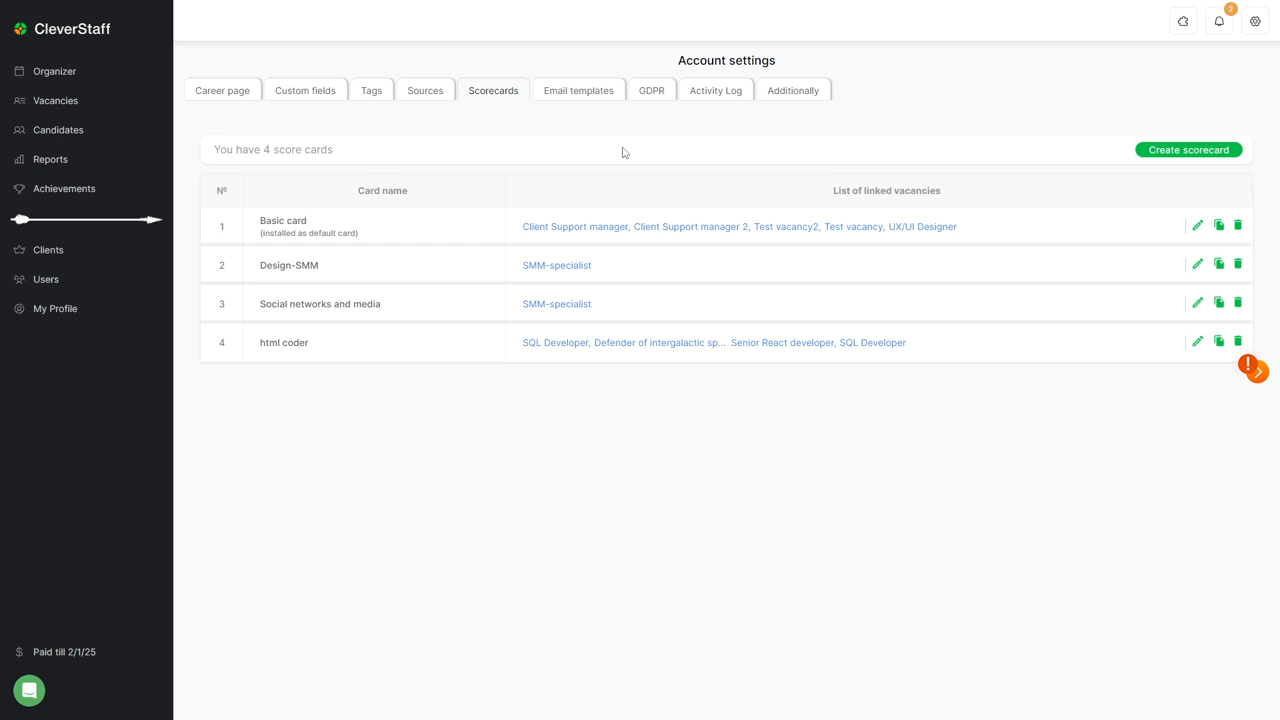 CleverStaff
2
Organizer
Vacancies
Candidates
Reports
Achievements
Clients
Users
My Profile
Paid till 2/1/25
Account settings
Career page
Custom fields
Tags
Sources
Scorecards
Email templates
GDPR
Activity Log
Additionally
You have 4 score cards
Create scorecard
№ Card name List of linked vacancies
1 Basic card
(installed as default card)
Client Support manager, Client Support manager 2, Test vacancy2, Test vacancy, UX/UI Designer
2 Design-SMM SMM-specialist
3 Social networks and media SMM-specialist
4 html coder SQL Developer, Defender of intergalactic sp... Senior React developer, SQL Developer
!